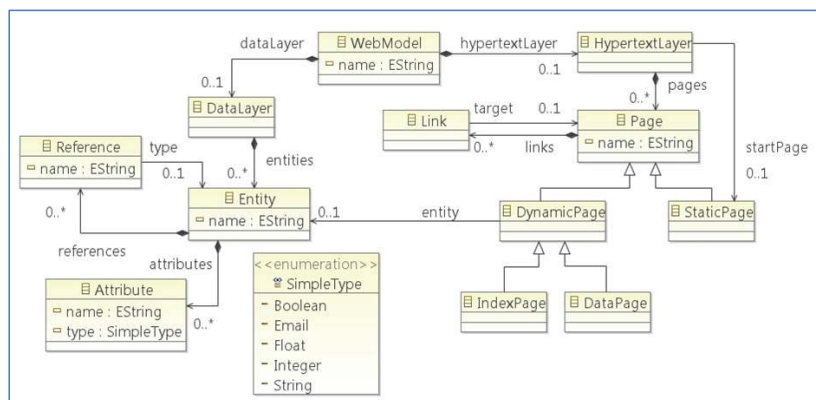 dataLayer
WebModel
name : EString
hypertextLayer
0..1
HypertextLayer
0..1
DataLayer
pages
0..*
Link
target
0..1
Page
name : EString
0..*
links
startPage
0..1
Reference
name : EString
type
0..1
entities
0..*
Entity
name : EString
0..1
entity
DynamicPage
StaticPage
0..*
references
attributes
Attribute
name : EString
type : SimpleType
0..*
<<enumeration>>
SimpleType
Boolean
Email
Float
Integer
String
IndexPage
DataPage